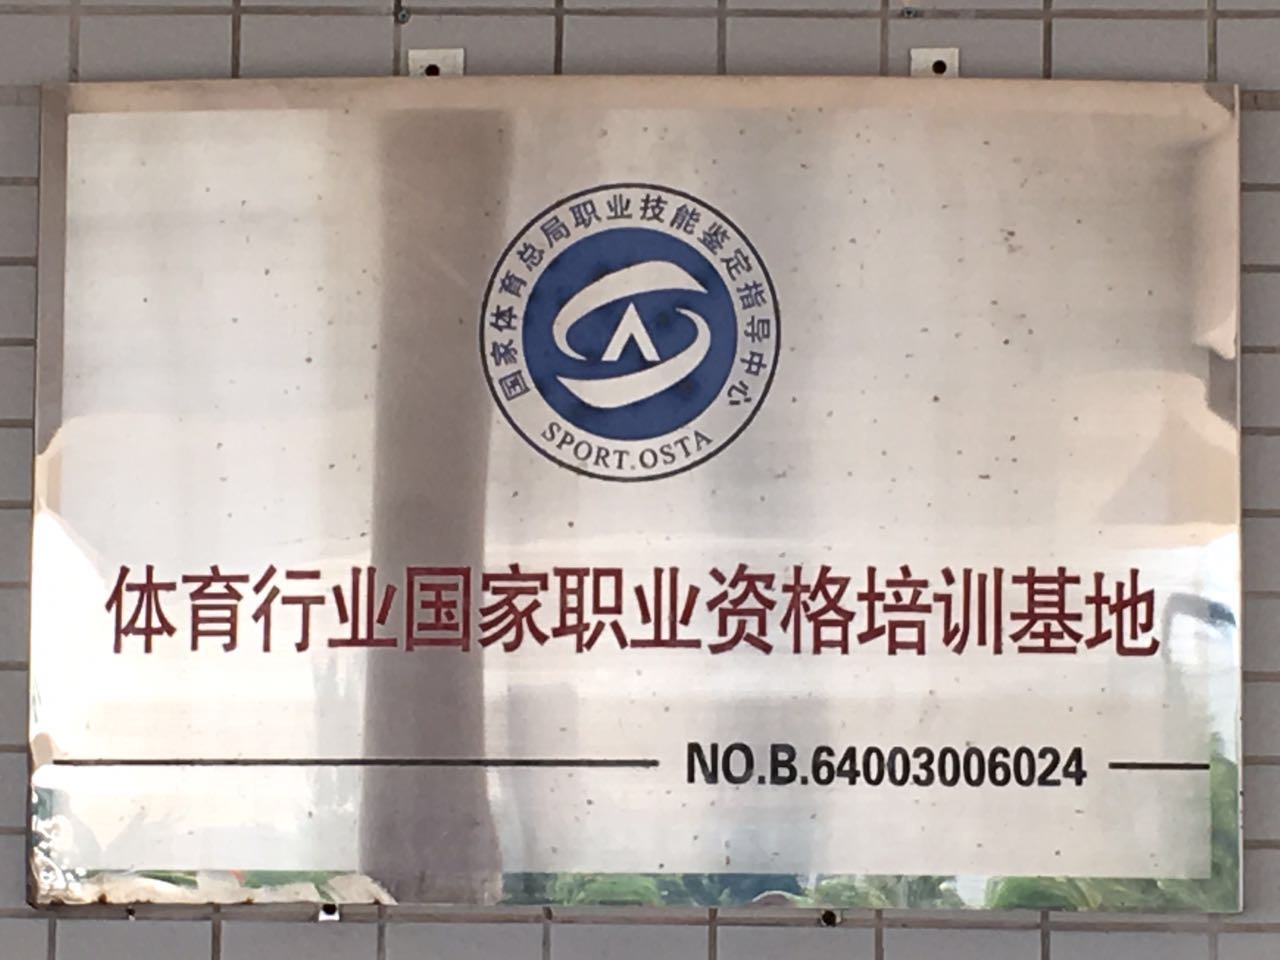 国家体育总局职业技能鉴定指导中心
SPORT.OSTA
体育行业国家职业资格培训基地
NO.B.64003006024